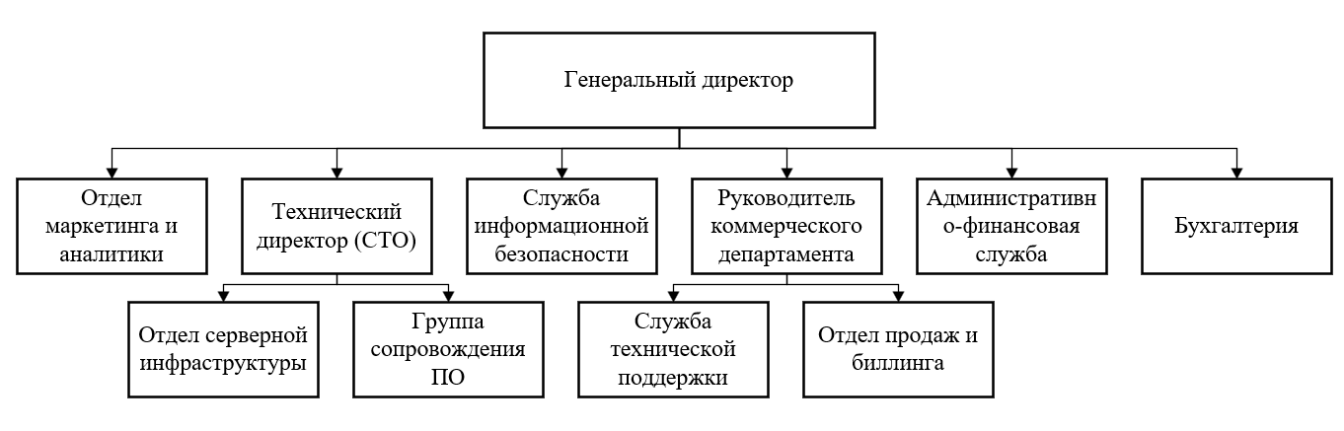 Генеральный директор
Отдел
маркетинга и
аналитики
Технический
директор (СТО)
Служба
информационной
безопасности
Руководитель
коммерческого
департамента
Административн
о-финансовая
служба
Бухгалтерия
Отдел серверной
инфраструктуры
Группа
сопровождения
ПО
Служба
технической
поддержки
Отдел продаж и
биллинга